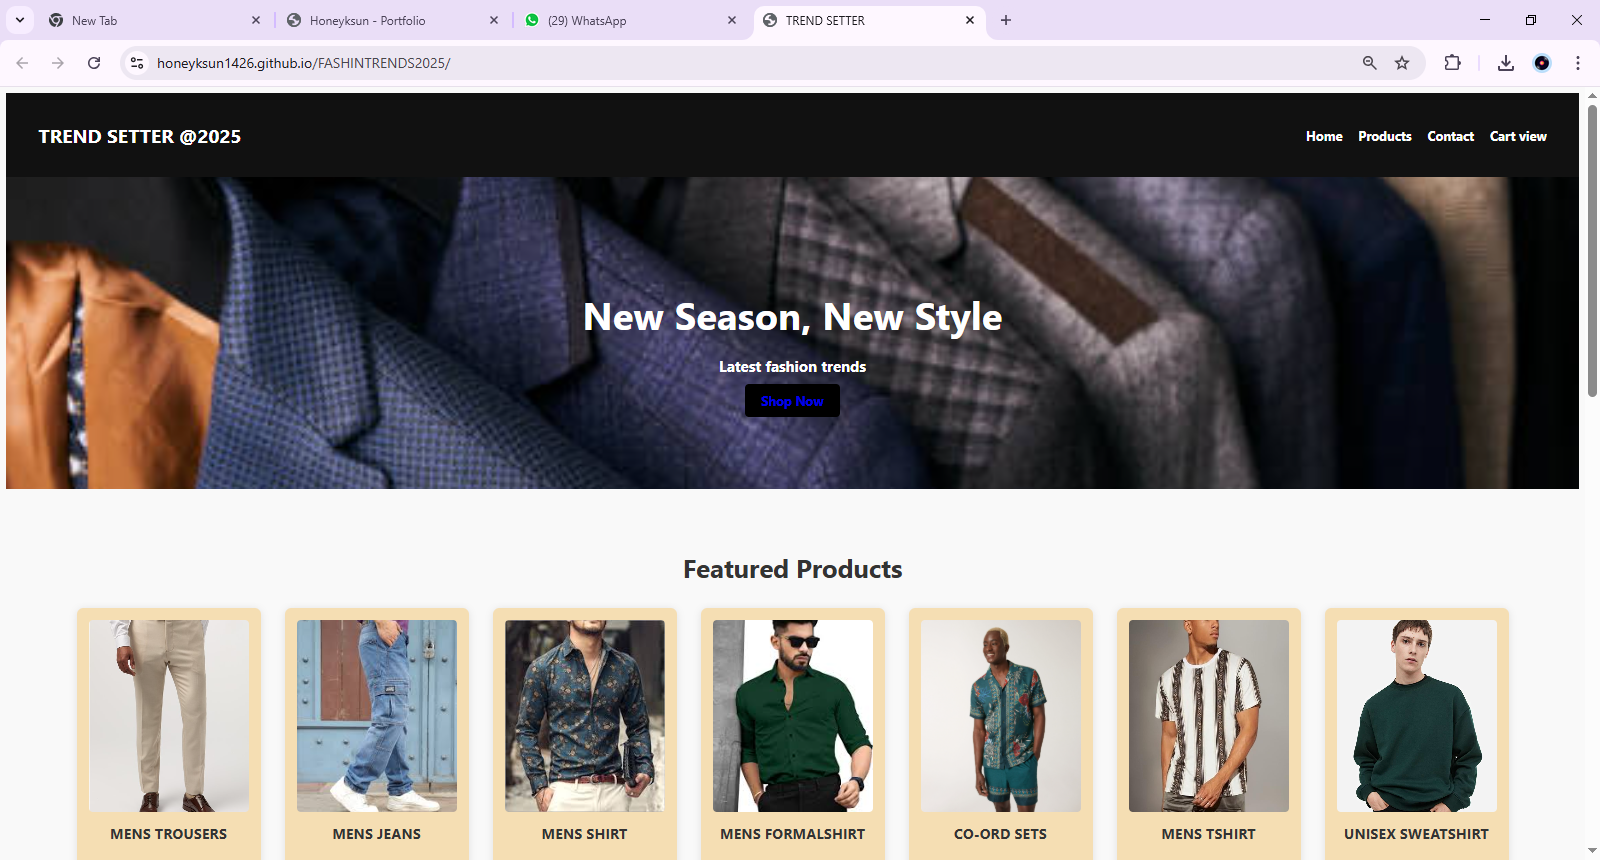 New Tab
Honeyksun - Portfolio
(29) WhatsApp
TREND SETTER
honeyksun1426.github.io/FASHINTRENDS2025/
TREND SETTER @2025
Home Products Contact Cart view
New Season, New Style
Latest fashion trends
Shop Now
Featured Products
MENS TROUSERS
MENS JEANS
MENS SHIRT
MENS FORMALSHIRT
CO-ORD SETS
MENS TSHIRT
UNISEX SWEATSHIRT